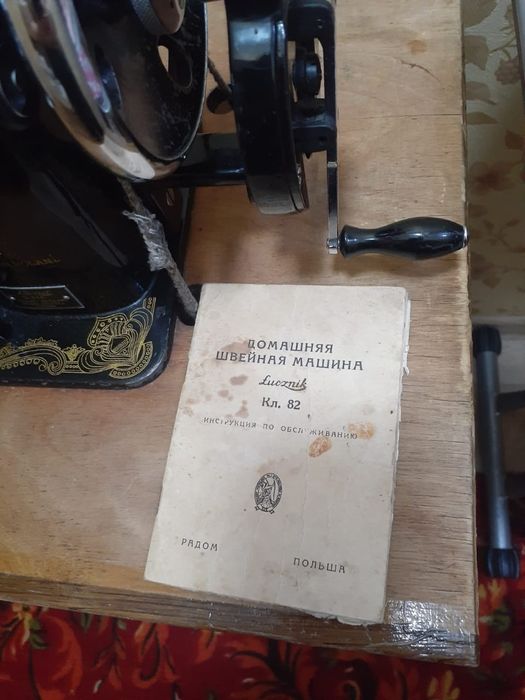 ДОМАШНЯЯ
ШВЕЙНАЯ МАШИНА
Łucznik
Кл. 82
ИНСТРУКЦИЯ ПО ОБСЛУЖИВАНИЮ
РАДОМ
ПОЛЬША